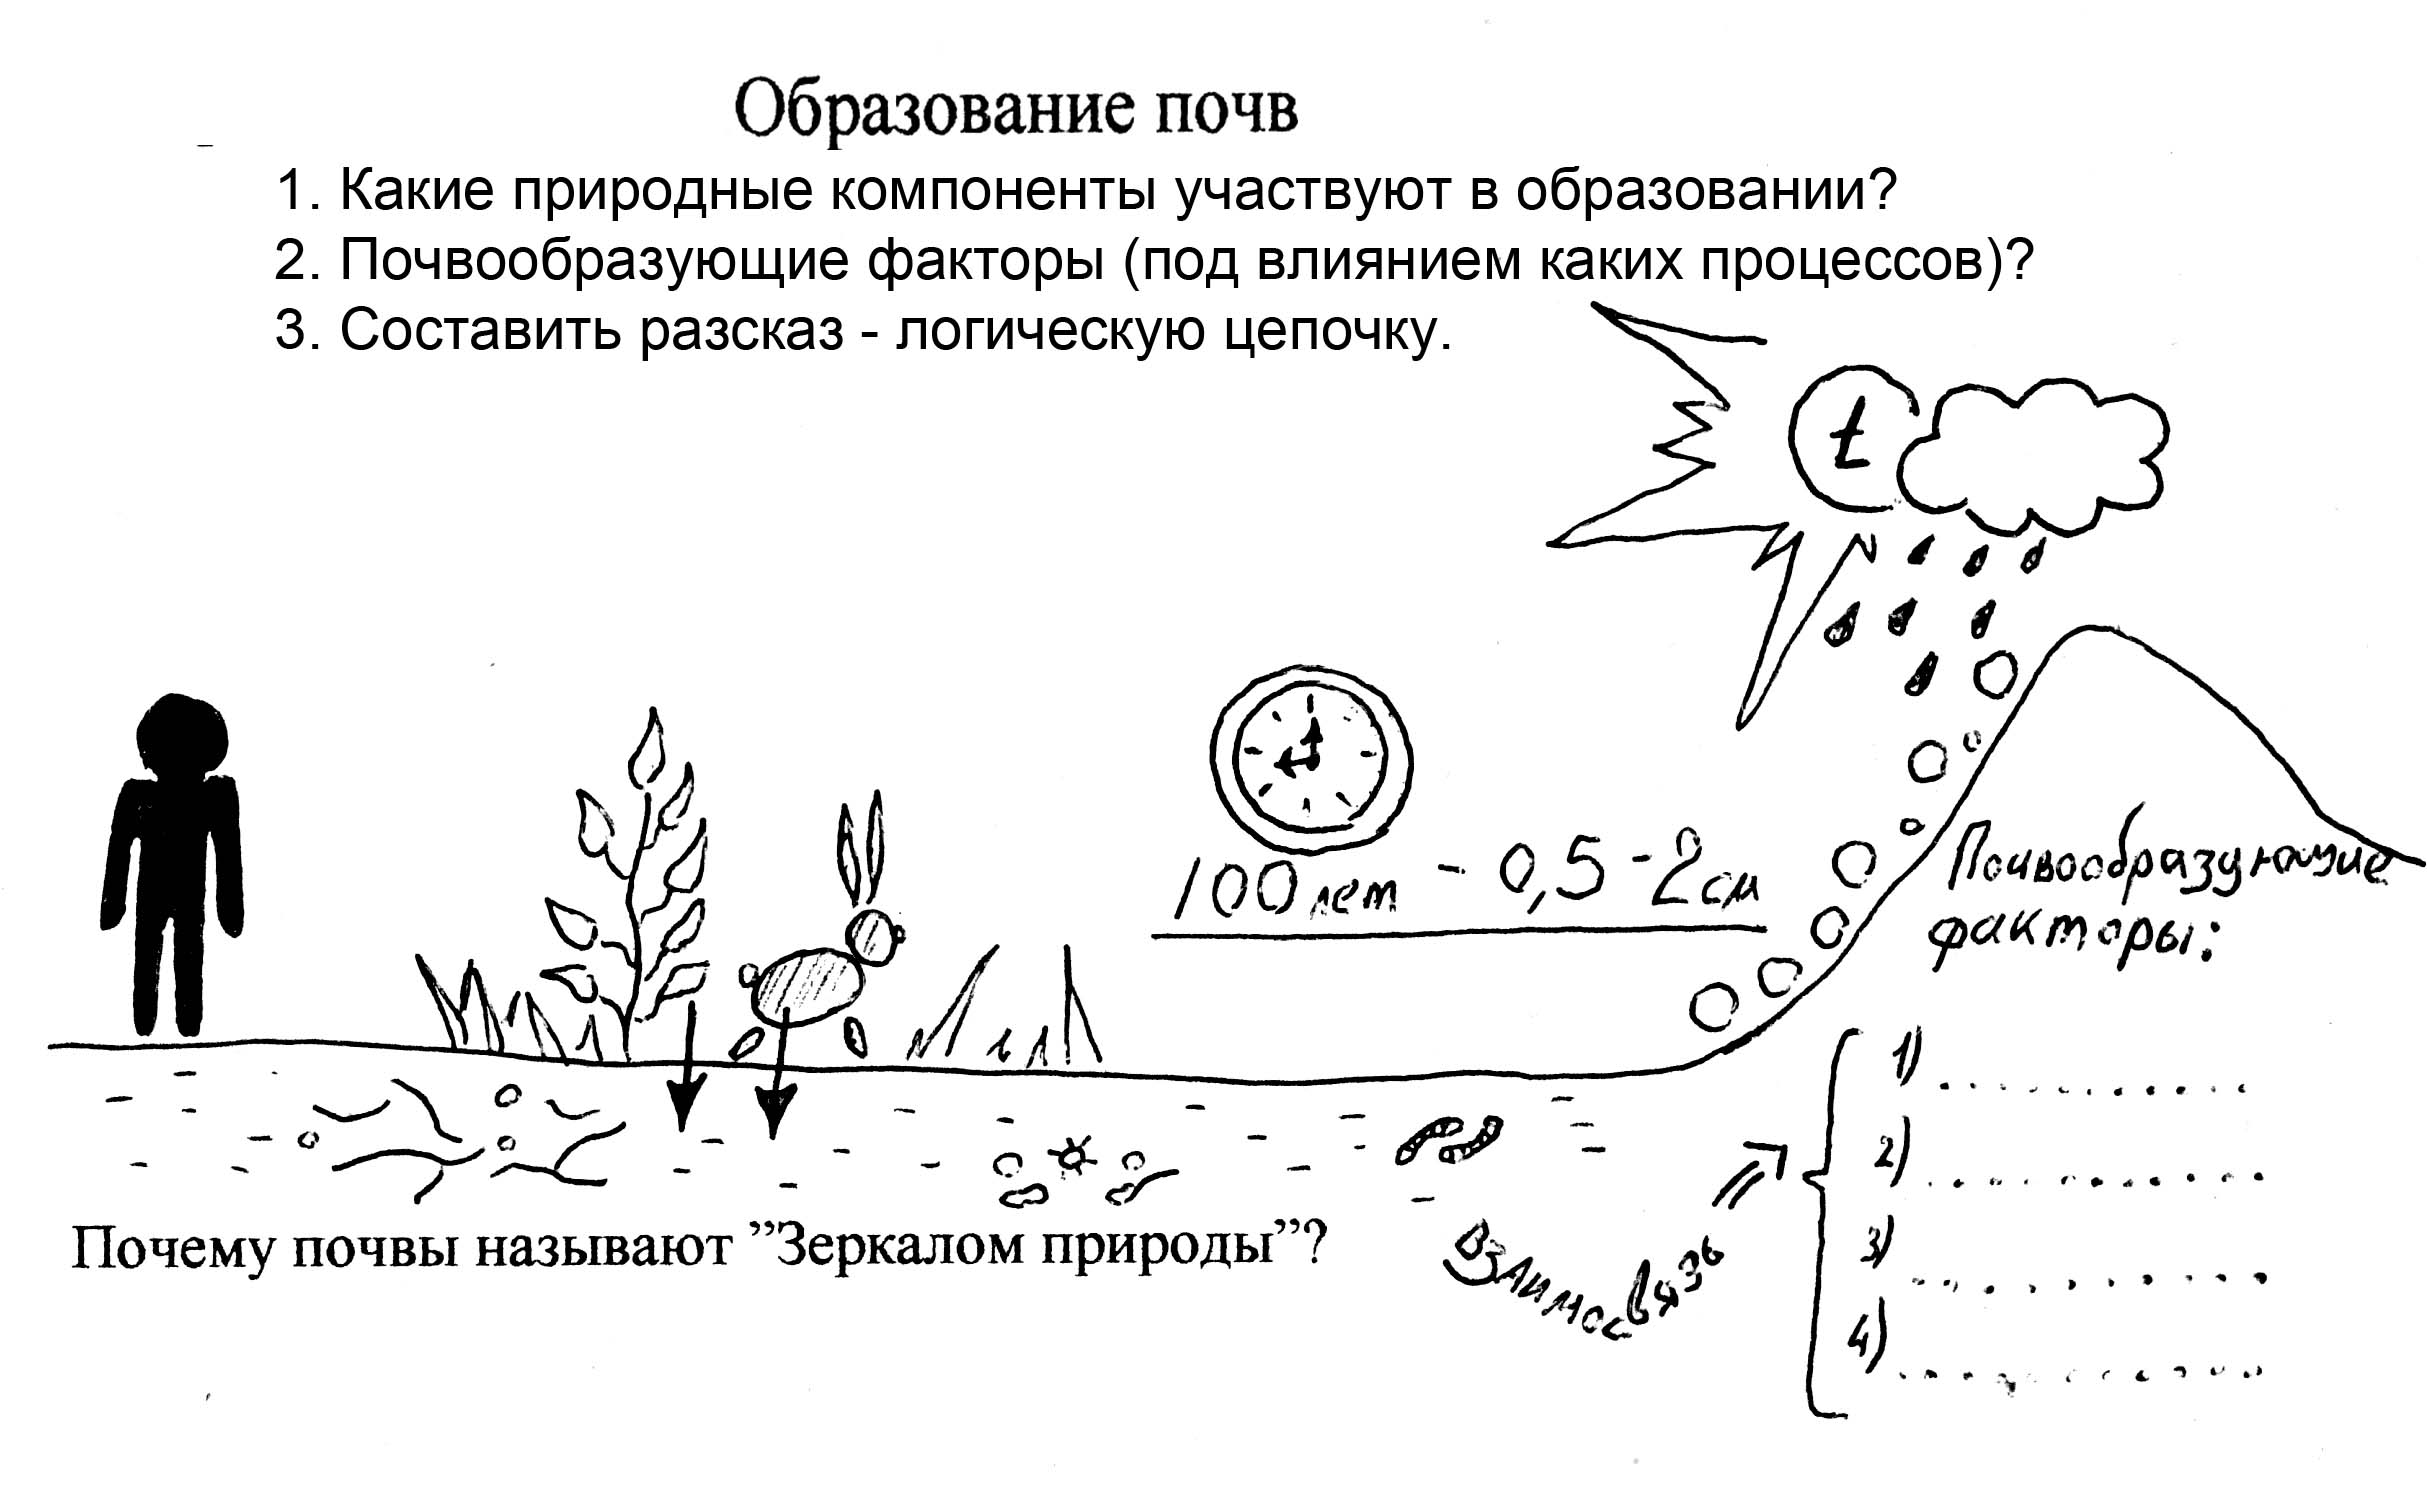 Образование почв
1. Какие природные компоненты участвуют в образовании?
2. Почвообразующие факторы (под влиянием каких процессов)?
3. Составить разсказ - логическую цепочку.
t
100 лет - 0,5 - 2 см
Почвообразующие
факторы:
1) ............
2) ............
3) ............
4) ............
Взаимосвязь
Почему почвы называют ”Зеркалом природы”?